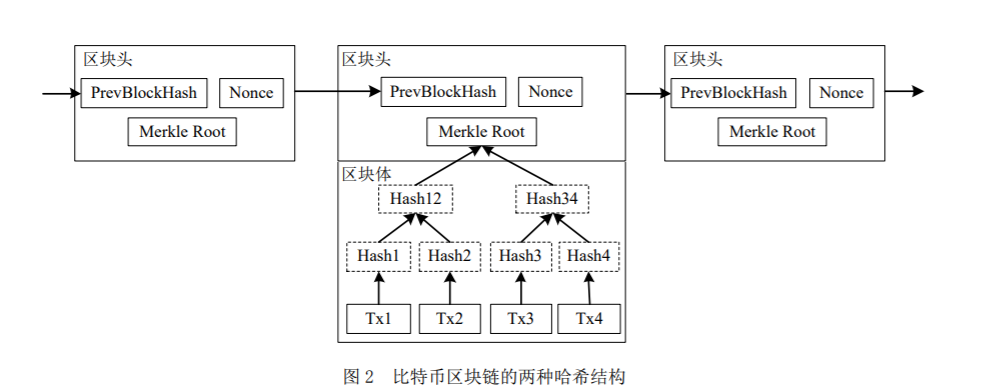 区块头
区块头
区块头
PrevBlockHash
Nonce
PrevBlockHash
Nonce
PrevBlockHash
Nonce
Merkle Root
Merkle Root
Merkle Root
区块体
Hash12
Hash34
Hash1
Hash2
Hash3
Hash4
Tx1
Tx2
Tx3
Tx4
图 2 比特币区块链的两种哈希结构